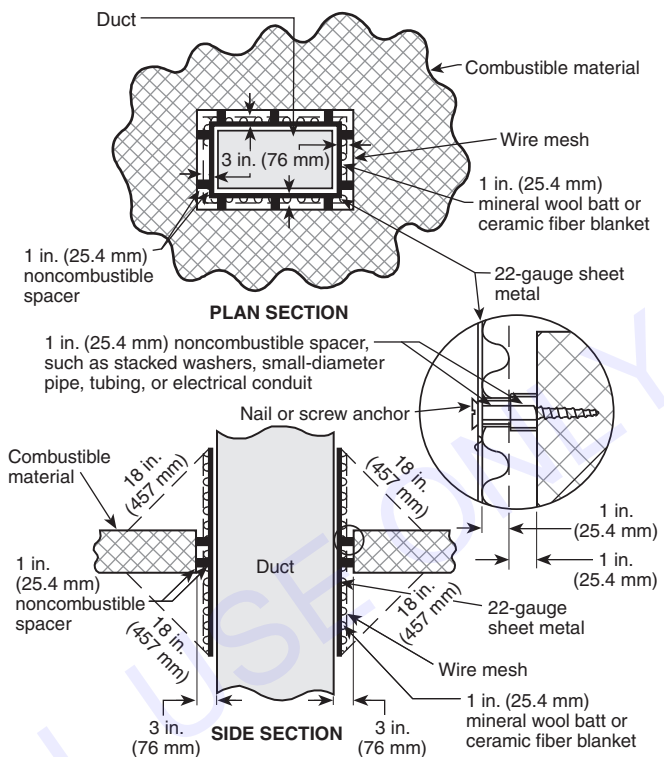 Duct
Combustible material
Wire mesh
3 in. (76 mm)
1 in. (25.4 mm)
mineral wool batt or
ceramic fiber blanket
1 in. (25.4 mm)
noncombustible
spacer
22-gauge sheet
metal
PLAN SECTION
1 in. (25.4 mm) noncombustible spacer,
such as stacked washers, small-diameter
pipe, tubing, or electrical conduit
Nail or screw anchor
Combustible
material
18 in.
(457 mm)
18 in.
(457 mm)
1 in.
(25.4 mm)
1 in.
(25.4 mm)
1 in.
(25.4 mm)
noncombustible
spacer
Duct
18 in.
(457 mm)
18 in.
(457 mm)
22-gauge
sheet metal
Wire mesh
1 in. (25.4 mm)
mineral wool batt or
ceramic fiber blanket
3 in.
(76 mm)
SIDE SECTION
3 in.
(76 mm)
USE ONLY